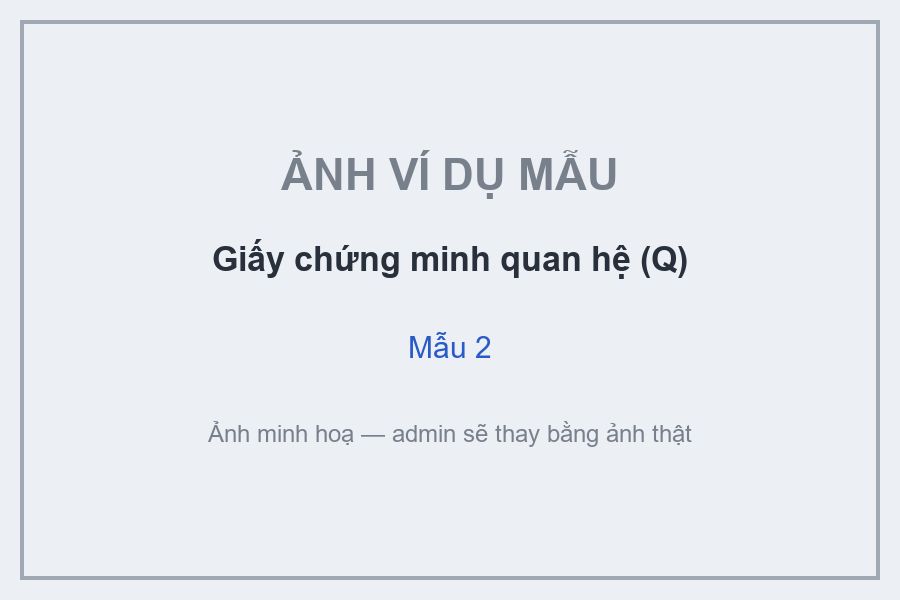 ẢNH VÍ DỤ MẪU
Giấy chứng minh quan hệ (Q)
Mẫu 2
Ảnh minh hoạ — admin sẽ thay bằng ảnh thật